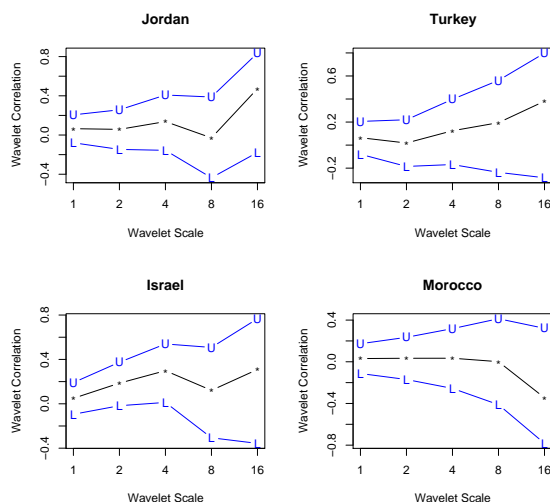 Jordan
Wavelet Correlation
0.8
0.4
0.0
−0.4
U U U U U
* * * * *
L L L L L
1 2 4 8 16
Wavelet Scale
Turkey
Wavelet Correlation
0.6
0.2
−0.2
U U U U U
* * * * *
L L L L L
1 2 4 8 16
Wavelet Scale
Israel
Wavelet Correlation
0.8
0.4
0.0
−0.4
U U U U U
* * * * *
L L L L L
1 2 4 8 16
Wavelet Scale
Morocco
Wavelet Correlation
0.4
0.0
−0.4
−0.8
U U U U U
* * * * *
L L L L L
1 2 4 8 16
Wavelet Scale